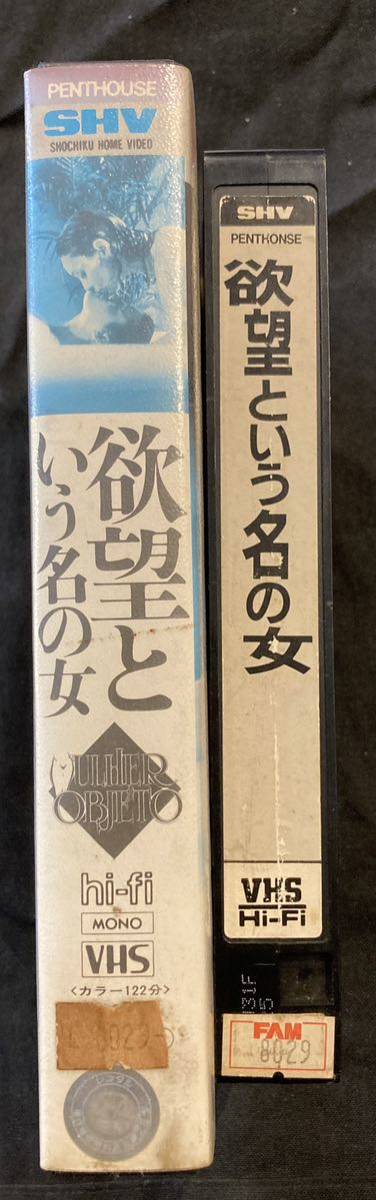 PENTHOUSE
SHV
SHOCHIKU HOME VIDEO
欲望と
いう名の女
MULHER
OBJETO
hi-fi
MONO
VHS
<カラー122分>
8029
SHV
PENTHONSE
欲望という名の女
VHS
Hi-Fi
FAM
8029